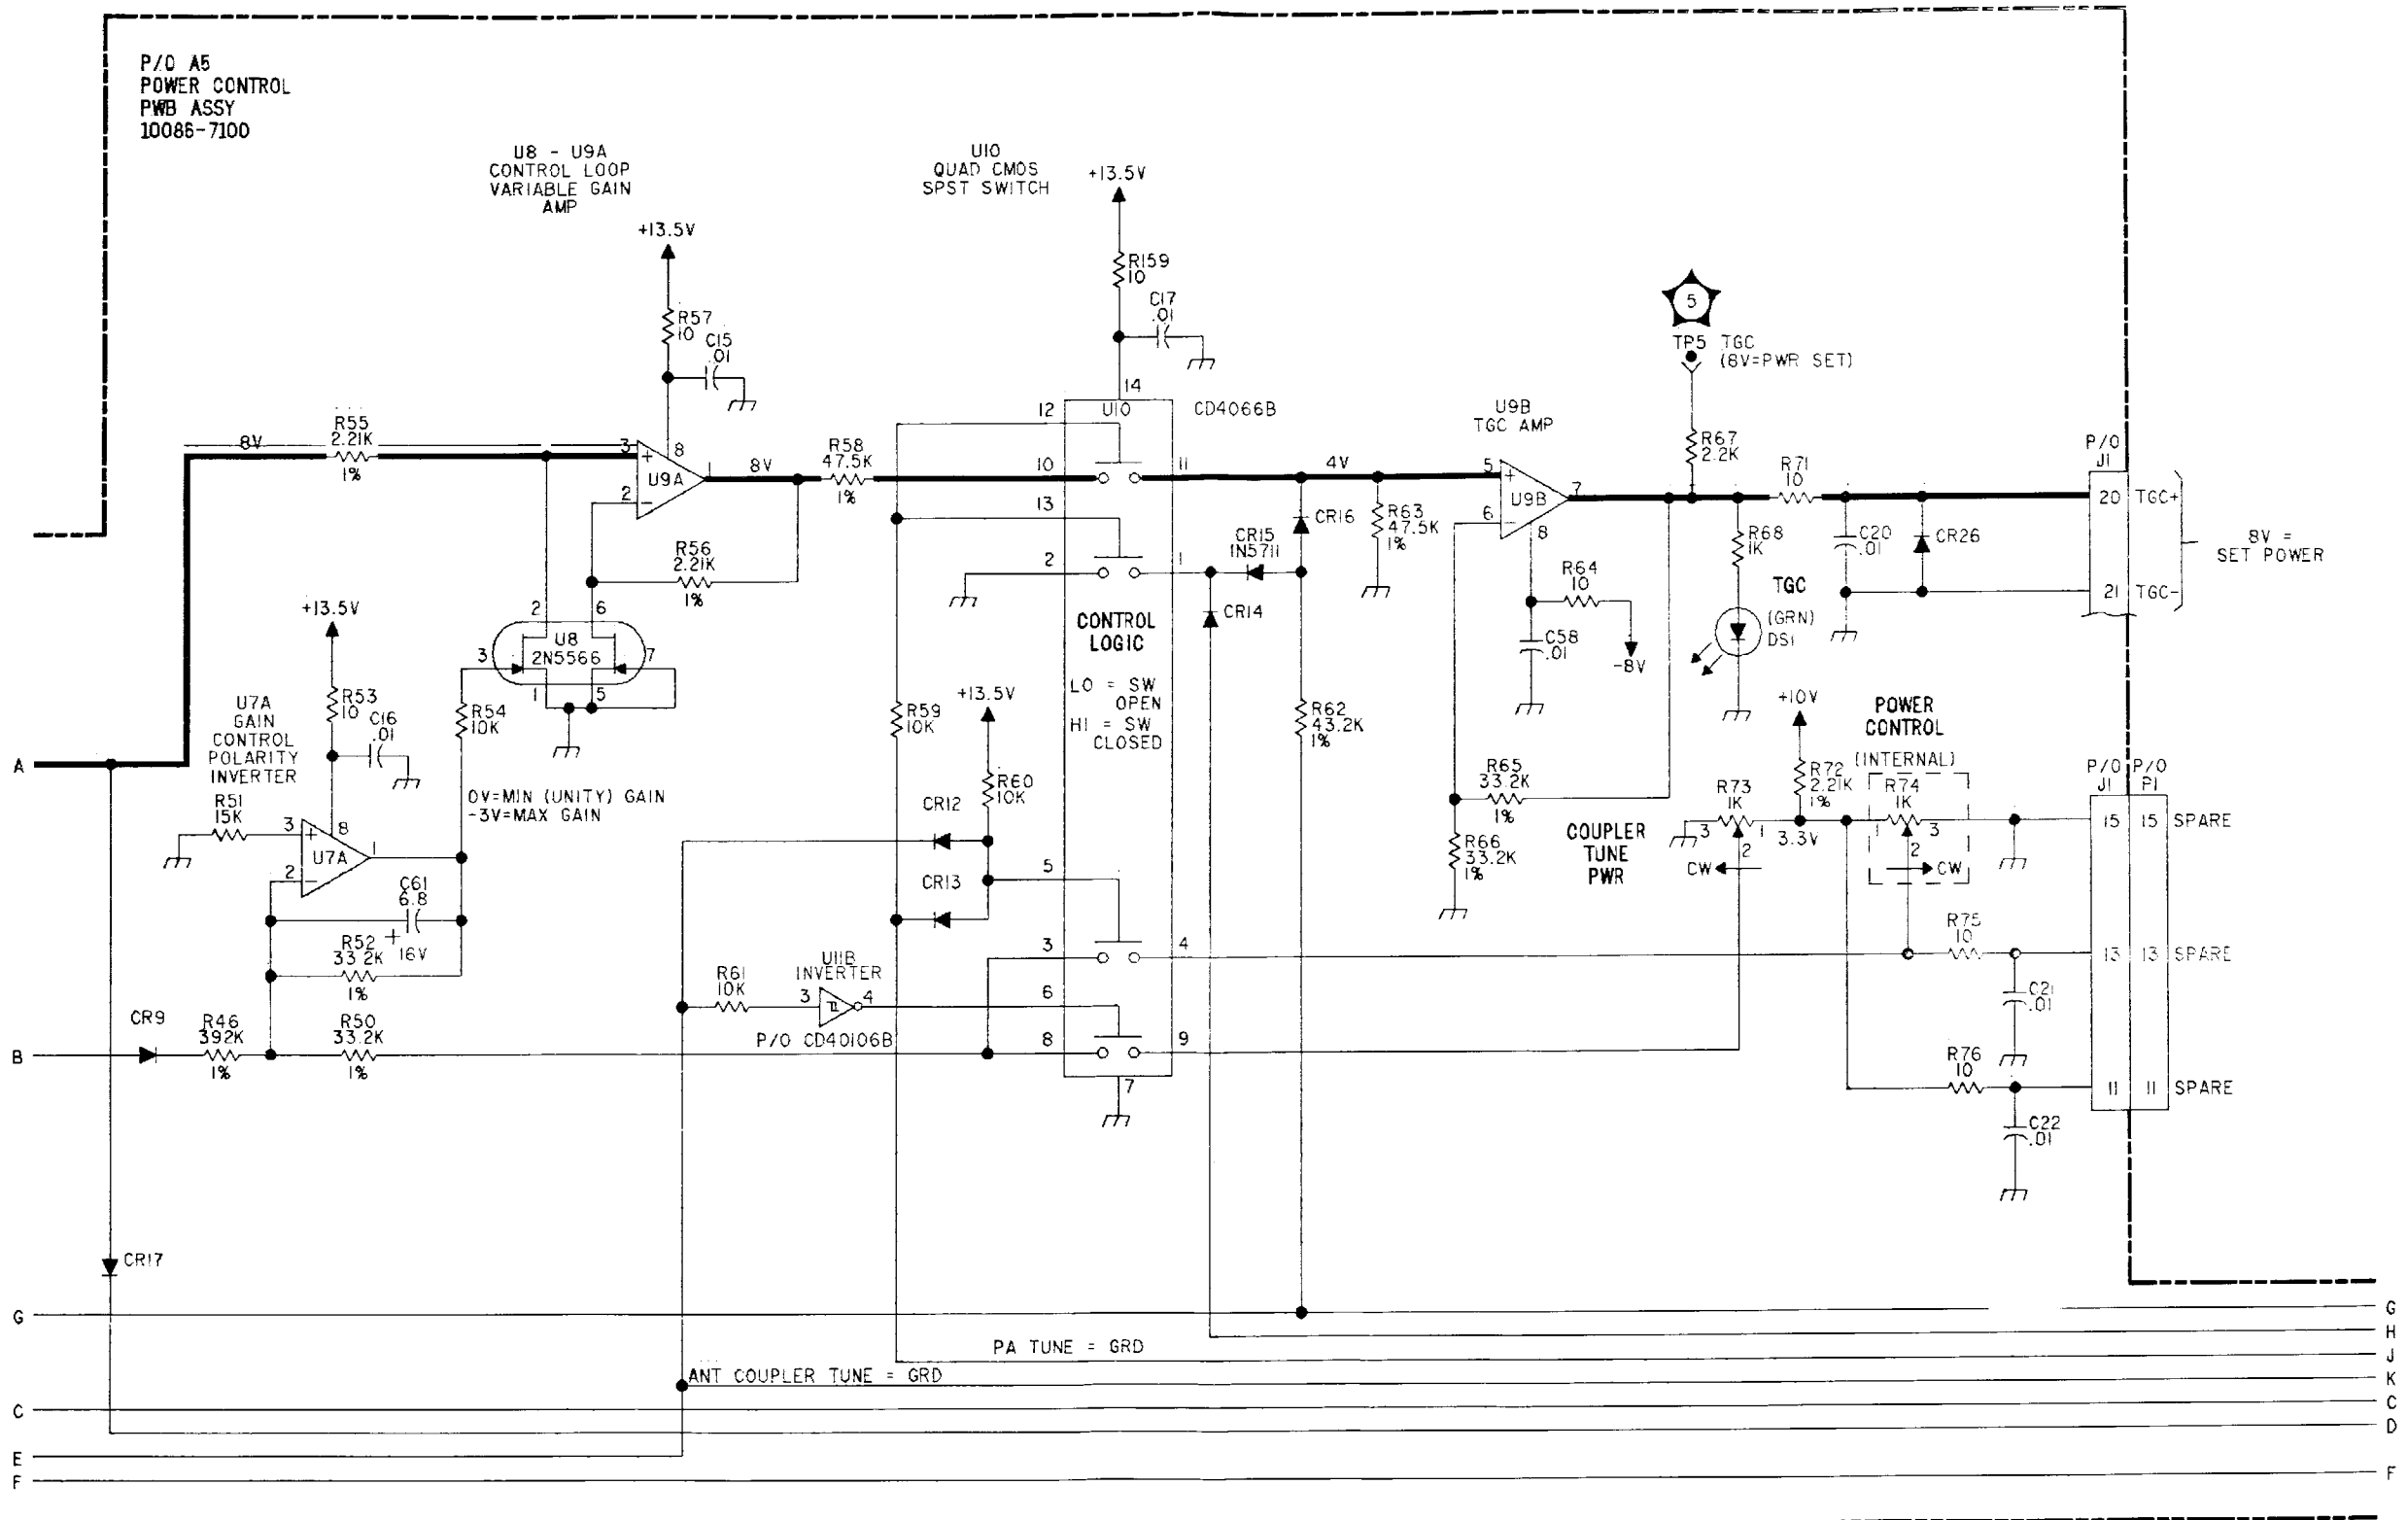 P/O A5
POWER CONTROL
PWB ASSY
10086-7100
U8 - U9A
CONTROL LOOP
VARIABLE GAIN
AMP
+13.5V
R57
10
C15
.01
U10
QUAD CMOS
SPST SWITCH
+13.5V
R159
10
C17
.01
14
12
U10
CD4066B
8V
R55
2.21K
1%
3
+
8
U9A
1
2
−
8V
R58
47.5K
1%
10
11
13
2
1
4V
R56
2.21K
1%
2
6
U8
2N5566
3
7
1
5
CONTROL
LOGIC
LO = SW
OPEN
HI = SW
CLOSED
CR15
1N5711
CR16
CR14
R63
47.5K
1%
R62
43.2K
1%
U9B
TGC AMP
5
+
U9B
7
6
−
8
R64
10
C58
.01
-8V
5
TP5 TGC
(8V=PWR SET)
R67
2.2K
R71
10
R68
1K
TGC
(GRN)
DS1
C20
.01
CR26
P/O
J1
20 TGC+
21 TGC-
8V =
SET POWER
+13.5V
R53
10
C16
.01
U7A
GAIN
CONTROL
POLARITY
INVERTER
R51
15K
3
+
8
U7A
1
2
−
R54
10K
0V=MIN (UNITY) GAIN
-3V=MAX GAIN
C61
6.8
+
16V
R52
33.2K
1%
R50
33.2K
1%
CR9
R46
392K
1%
A
B
R59
10K
+13.5V
R60
10K
CR12
CR13
5
3
4
R61
10K
U11B
INVERTER
3
4
P/O CD40106B
6
8
9
7
R65
33.2K
1%
R66
33.2K
1%
COUPLER
TUNE
PWR
+10V
R72
2.21K
1%
R73
1K
3
1
2
CW
3.3V
POWER
CONTROL
(INTERNAL)
R74
1K
1
3
2
CW
R75
10
C21
.01
R76
10
C22
.01
P/O P/O
J1 P1
15 15 SPARE
13 13 SPARE
11 11 SPARE
CR17
G
G
H
PA TUNE = GRD
J
ANT COUPLER TUNE = GRD
K
C
C
D
E
F
F